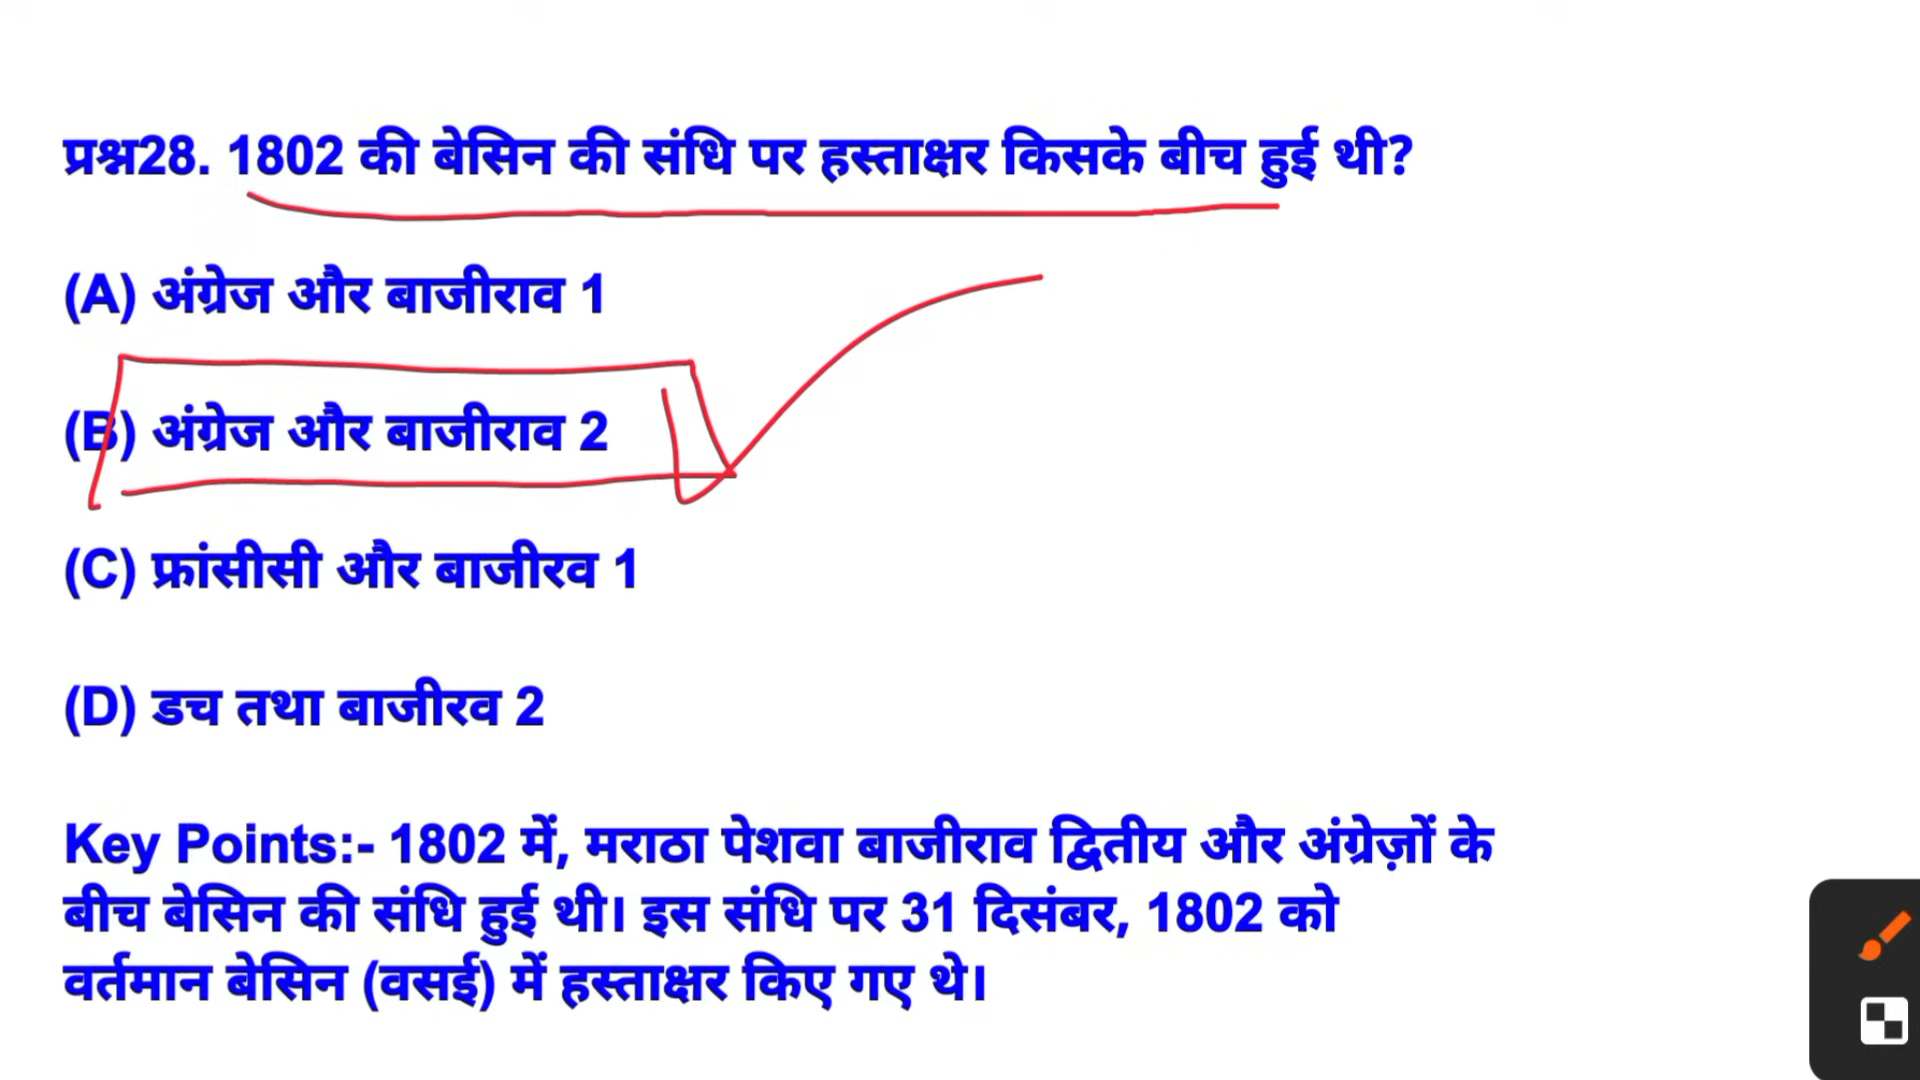 प्रश्न28. 1802 की बेसिन की संधि पर हस्ताक्षर किसके बीच हुई थी?
(A) अंग्रेज और बाजीराव 1
(B) अंग्रेज और बाजीराव 2
(C) फ्रांसीसी और बाजीरव 1
(D) डच तथा बाजीरव 2
Key Points:- 1802 में, मराठा पेशवा बाजीराव द्वितीय और अंग्रेज़ों के
बीच बेसिन की संधि हुई थी। इस संधि पर 31 दिसंबर, 1802 को
वर्तमान बेसिन (वसई) में हस्ताक्षर किए गए थे।